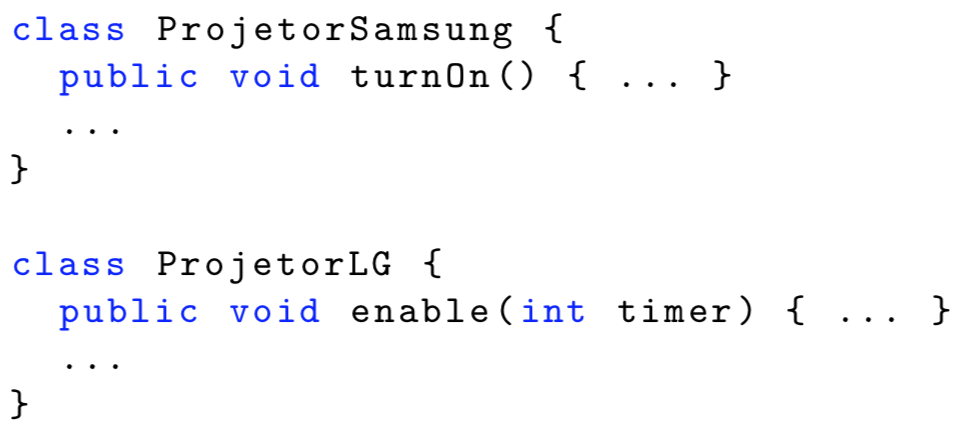 class ProjetorSamsung {
  public void turnOn() { ... }
  ...
}

class ProjetorLG {
  public void enable(int timer) { ... }
  ...
}